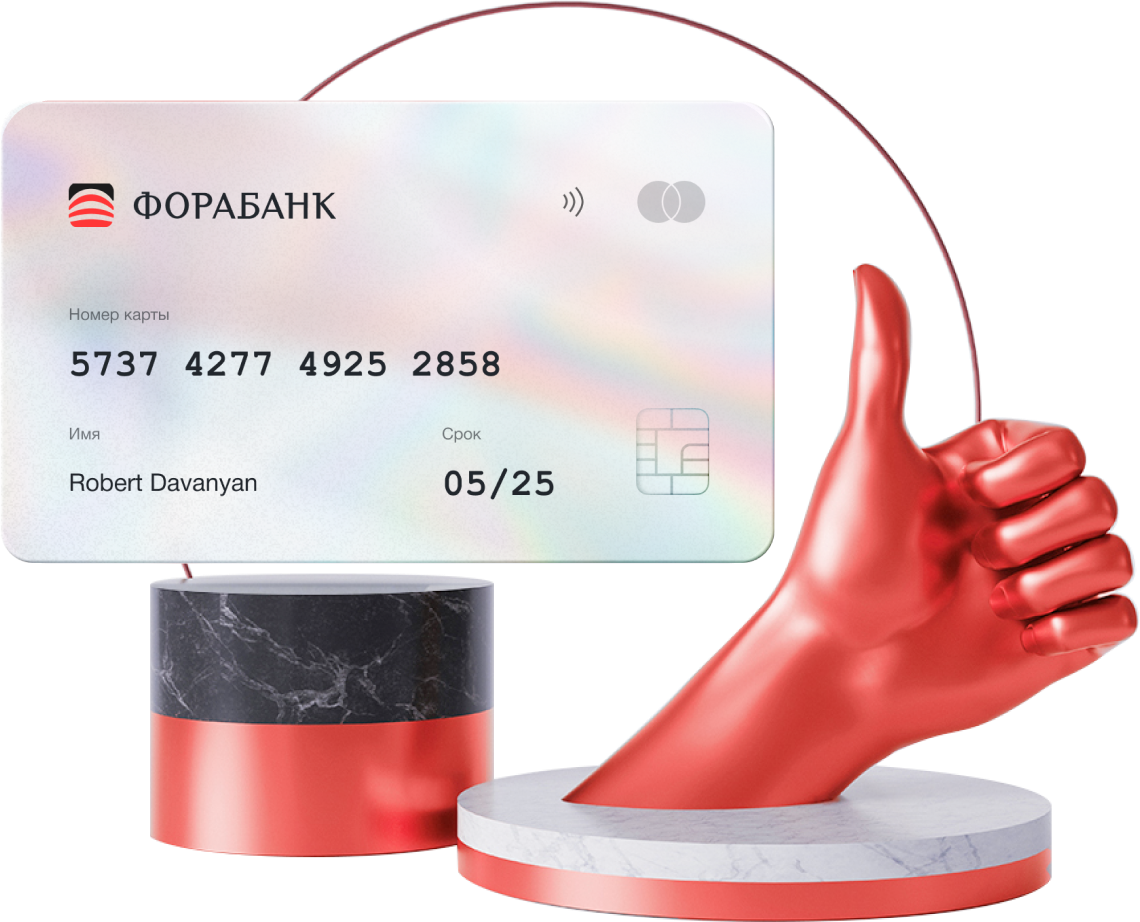 ФОРАБАНК
Номер карты
5737 4277 4925 2858
Имя
Срок
Robert Davanyan
05/25